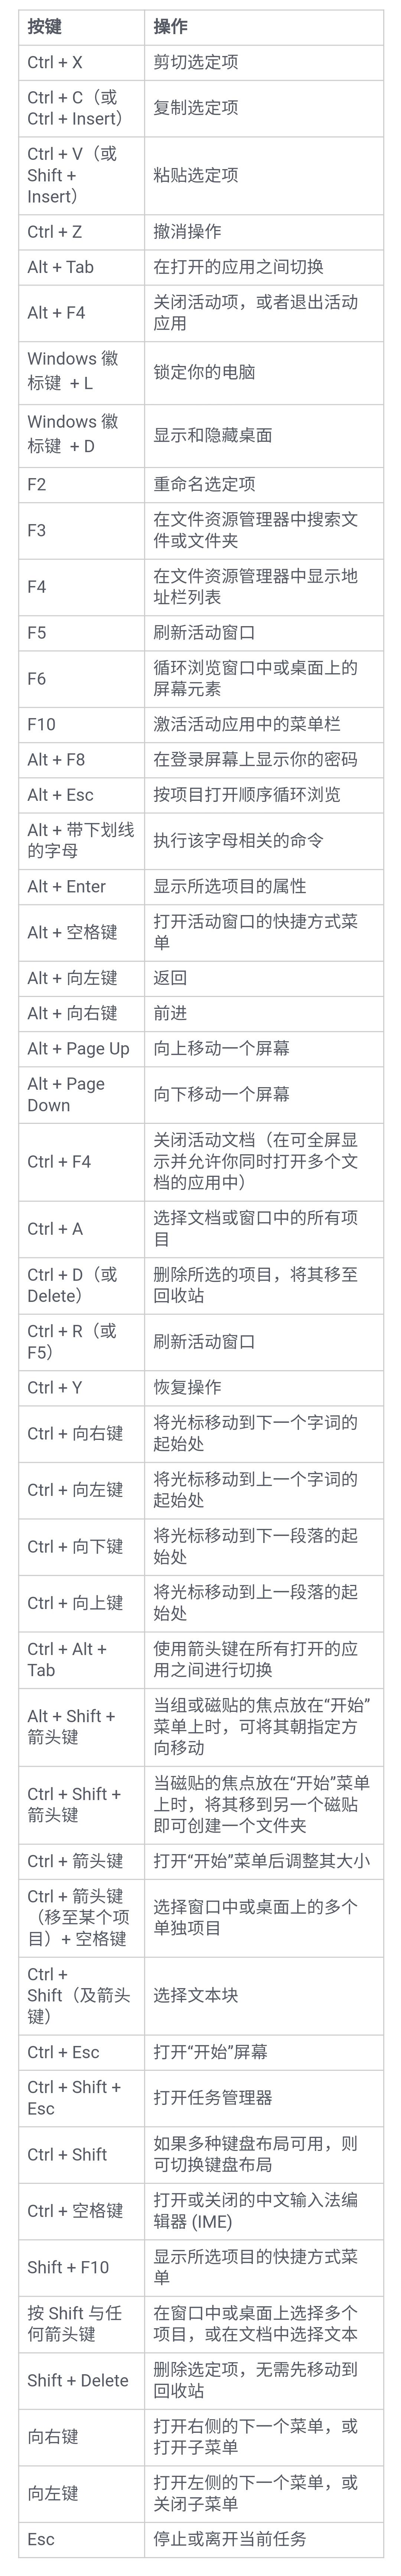 按键 操作
Ctrl + X 剪切选定项
Ctrl + C（或
Ctrl + Insert）
复制选定项
Ctrl + V（或
Shift +
Insert）
粘贴选定项
Ctrl + Z 撤消操作
Alt + Tab 在打开的应用之间切换
Alt + F4
关闭活动项，或者退出活动
应用
Windows 徽
标键 + L
锁定你的电脑
Windows 徽
标键 + D
显示和隐藏桌面
F2 重命名选定项
F3
在文件资源管理器中搜索文
件或文件夹
F4
在文件资源管理器中显示地
址栏列表
F5 刷新活动窗口
F6
循环浏览窗口中或桌面上的
屏幕元素
F10 激活活动应用中的菜单栏
Alt + F8 在登录屏幕上显示你的密码
Alt + Esc 按项目打开顺序循环浏览
Alt + 带下划线
的字母
执行该字母相关的命令
Alt + Enter 显示所选项目的属性
Alt + 空格键
打开活动窗口的快捷方式菜
单
Alt + 向左键 返回
Alt + 向右键 前进
Alt + Page Up 向上移动一个屏幕
Alt + Page
Down
向下移动一个屏幕
Ctrl + F4
关闭活动文档（在可全屏显
示并允许你同时打开多个文
档的应用中）
Ctrl + A
选择文档或窗口中的所有项
目
Ctrl + D（或
Delete）
删除所选的项目，将其移至
回收站
Ctrl + R（或
F5）
刷新活动窗口
Ctrl + Y 恢复操作
Ctrl + 向右键
将光标移动到下一个字词的
起始处
Ctrl + 向左键
将光标移动到上一个字词的
起始处
Ctrl + 向下键
将光标移动到下一段落的起
始处
Ctrl + 向上键
将光标移动到上一段落的起
始处
Ctrl + Alt +
Tab
使用箭头键在所有打开的应
用之间进行切换
Alt + Shift +
箭头键
当组或磁贴的焦点放在“开始”
菜单上时，可将其朝指定方
向移动
Ctrl + Shift +
箭头键
当磁贴的焦点放在“开始”菜单
上时，将其移到另一个磁贴
即可创建一个文件夹
Ctrl + 箭头键 打开“开始”菜单后调整其大小
Ctrl + 箭头键
（移至某个项
目）+ 空格键
选择窗口中或桌面上的多个
单独项目
Ctrl +
Shift（及箭头
键）
选择文本块
Ctrl + Esc 打开“开始”屏幕
Ctrl + Shift +
Esc
打开任务管理器
Ctrl + Shift
如果多种键盘布局可用，则
可切换键盘布局
Ctrl + 空格键
打开或关闭的中文输入法编
辑器 (IME)
Shift + F10
显示所选项目的快捷方式菜
单
按 Shift 与任
何箭头键
在窗口中或桌面上选择多个
项目，或在文档中选择文本
Shift + Delete
删除选定项，无需先移动到
回收站
向右键
打开右侧的下一个菜单，或
打开子菜单
向左键
打开左侧的下一个菜单，或
关闭子菜单
Esc 停止或离开当前任务